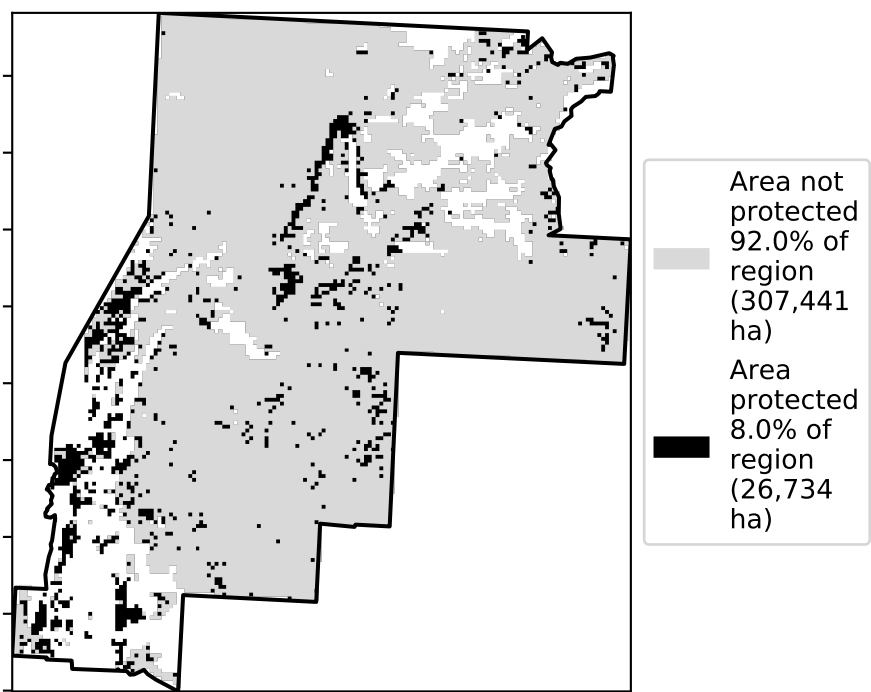 Area not
protected
92.0% of
region
(307,441
ha)
Area
protected
8.0% of
region
(26,734
ha)